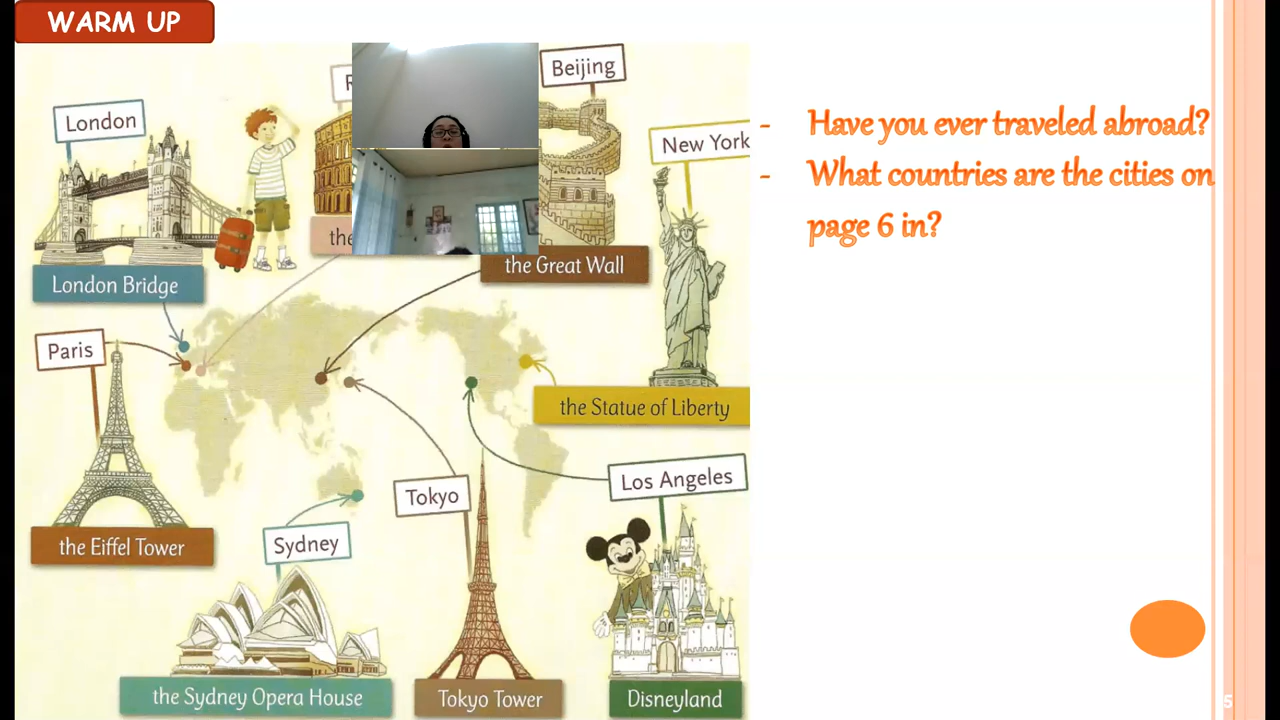 WARM UP
London
Beijing
New York
London Bridge
the
the Great Wall
Paris
the Statue of Liberty
Tokyo
Los Angeles
the Eiffel Tower
Sydney
the Sydney Opera House
Tokyo Tower
Disneyland
- Have you ever traveled abroad?
- What countries are the cities on
page 6 in?
5